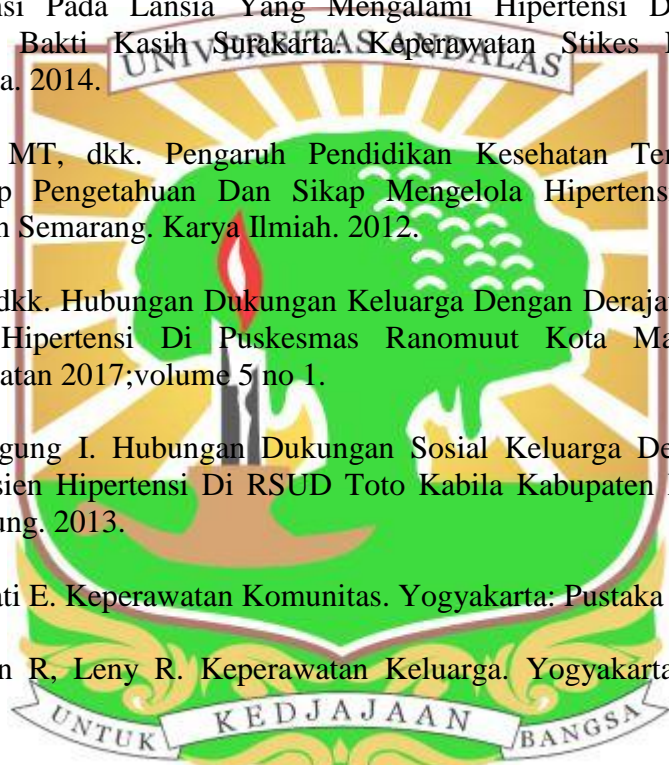 nsi Pada Lansia Yang Mengalami Hipertensi D
Bakti Kasih Surakarta. Keperawatan Stikes
UNIVERSITAS ANDALAS
a. 2014.
MT, dkk. Pengaruh Pendidikan Kesehatan Ter
p Pengetahuan Dan Sikap Mengelola Hipertens
n Semarang. Karya Ilmiah. 2012.
dkk. Hubungan Dukungan Keluarga Dengan Deraja
Hipertensi Di Puskesmas Ranomuut Kota Ma
atan 2017;volume 5 no 1.
gung I. Hubungan Dukungan Sosial Keluarga De
sien Hipertensi Di RSUD Toto Kabila Kabupaten
ung. 2013.
ati E. Keperawatan Komunitas. Yogyakarta: Pustaka
n R, Leny R. Keperawatan Keluarga. Yogyakarta
UNTUK KEDJAJAAN BANGSA